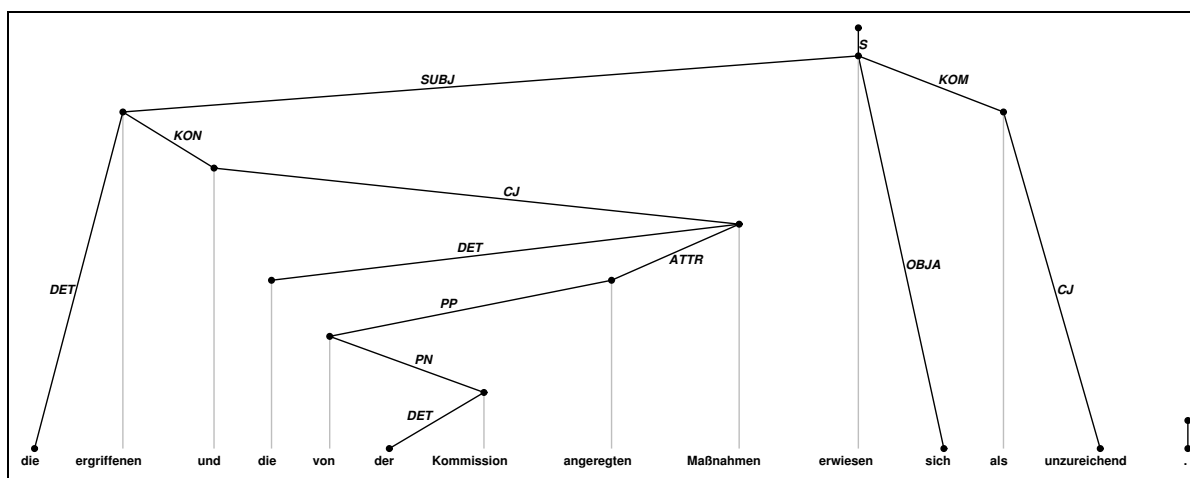 S
SUBJ KOM
KON
CJ
DET
ATTR
DET OBJA CJ
PP
PN
DET
die ergriffenen und die von der Kommission angeregten Maßnahmen erwiesen sich als unzureichend .